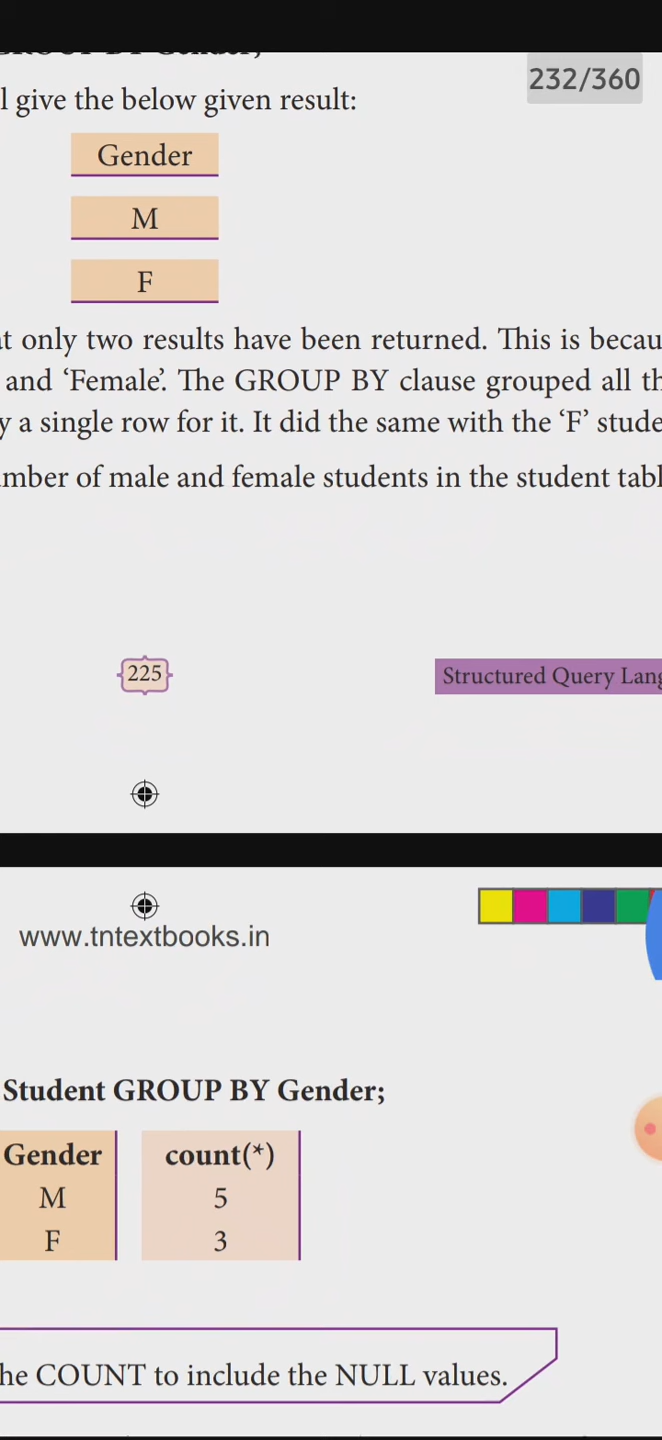 GROUP BY Gender;
232/360
l give the below given result:
Gender
M
F
t only two results have been returned. This is becau
and ‘Female’. The GROUP BY clause grouped all th
y a single row for it. It did the same with the ‘F’ stude
mber of male and female students in the student tabl
225
Structured Query Lang
www.tntextbooks.in
Student GROUP BY Gender;
Gender count(*)
M 5
F 3
he COUNT to include the NULL values.